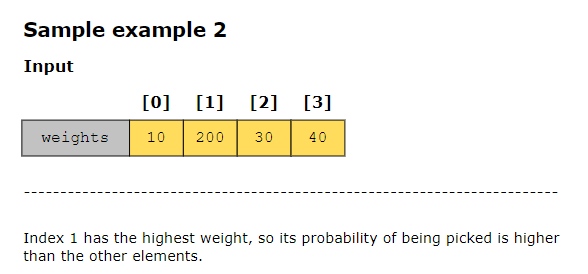 Sample example 2
Input
[0] [1] [2] [3]
weights 10 200 30 40
--------------------------------------------------------------------------
Index 1 has the highest weight, so its probability of being picked is higher
than the other elements.